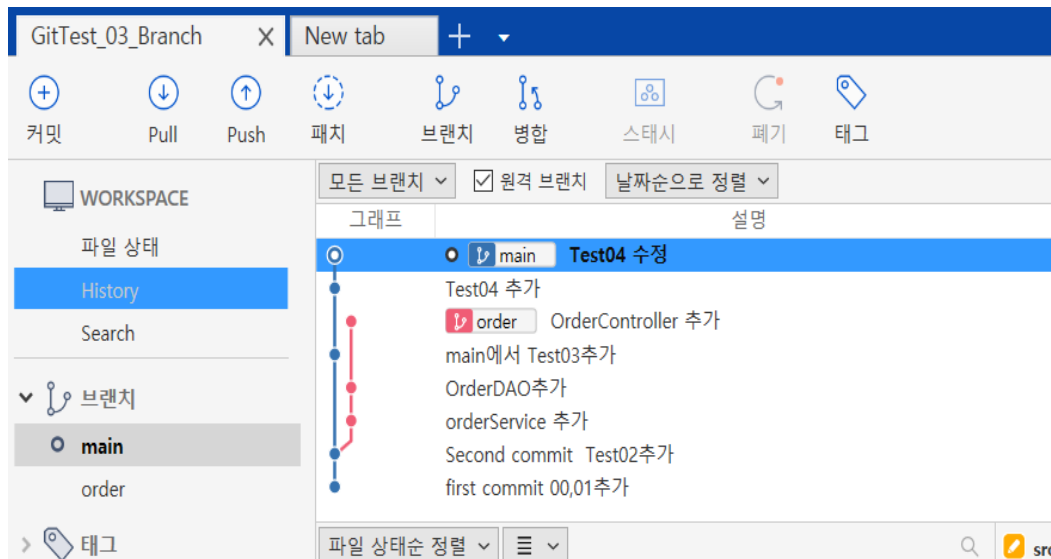 GitTest_03_Branch New tab
커밋 Pull Push 패치 브랜치 병합 스태시 폐기 태그
WORKSPACE
파일 상태
History
Search
브랜치
main
order
태그
모든 브랜치 원격 브랜치 날짜순으로 정렬
그래프 설명
main Test04 수정
Test04 추가
order OrderController 추가
main에서 Test03추가
OrderDAO추가
orderService 추가
Second commit Test02추가
first commit 00,01추가
파일 상태순 정렬